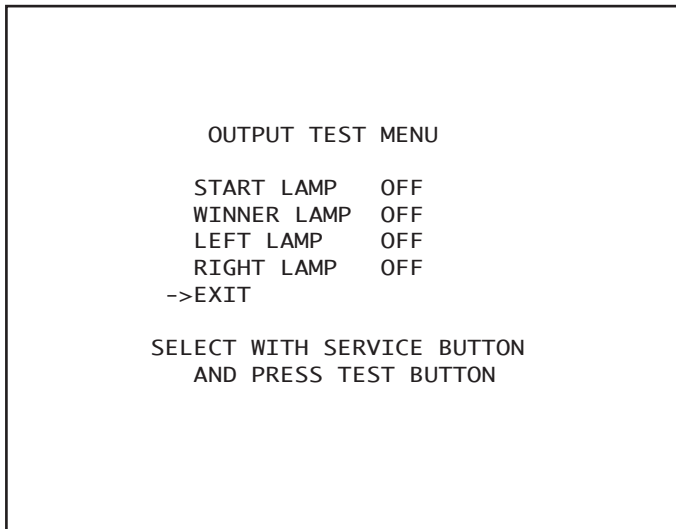 OUTPUT TEST MENU
START LAMP OFF
WINNER LAMP OFF
LEFT LAMP OFF
RIGHT LAMP OFF
->EXIT
SELECT WITH SERVICE BUTTON
AND PRESS TEST BUTTON